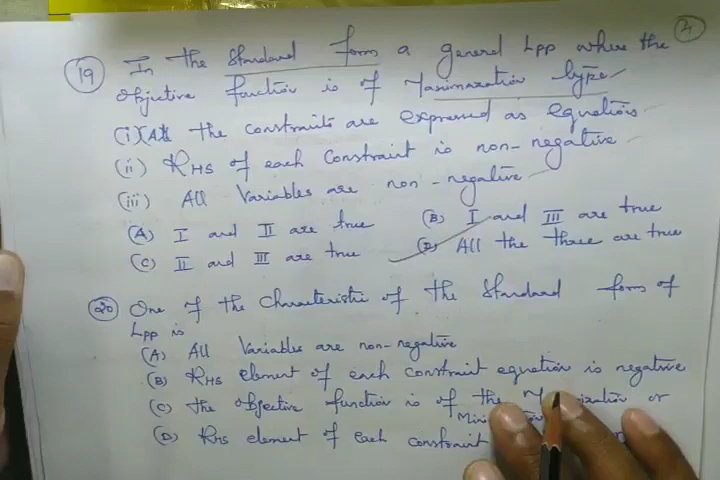 4
19 In the Standard form a general Lpp where the
Objective function is of Maximaxation type
(i) All the constraints are expressed as equations
(ii) RHS of each Constraint is non-negative
(iii) All Variables are non-negative
(A) I and II are true (B) I and III are true
(C) II and III are true (D) All the three are true
20 One of the Characteristic of the Standard form of
Lpp is
(A) All Variables are non-negative
(B) RHS element of each constraint equation is negative
(C) the Objective function is of the or
(D) RHS element of each constraint